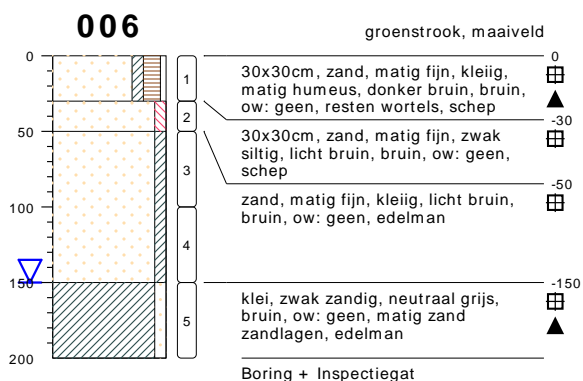 006
groenstrook, maaiveld
0
0
1
30x30cm, zand, matig fijn, kleiig,
matig humeus, donker bruin, bruin,
ow: geen, resten wortels, schep
-30
2
50
30x30cm, zand, matig fijn, zwak
siltig, licht bruin, bruin, ow: geen,
schep
-50
3
zand, matig fijn, kleiig, licht bruin,
bruin, ow: geen, edelman
100
4
150
-150
5
klei, zwak zandig, neutraal grijs,
bruin, ow: geen, matig zand
zandlagen, edelman
200
Boring + Inspectiegat